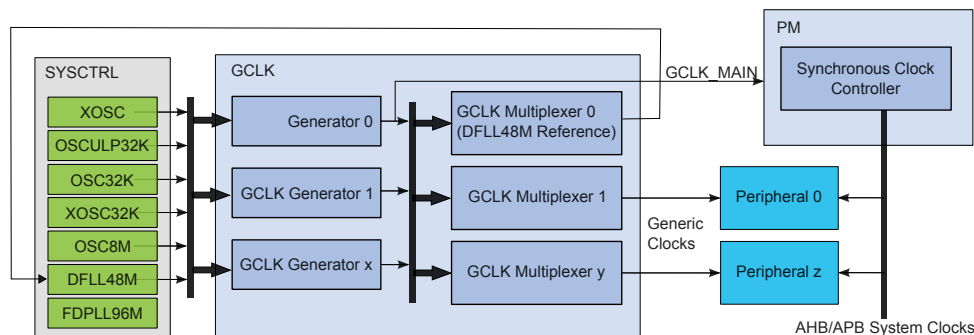 SYSCTRL
XOSC
OSCULP32K
OSC32K
XOSC32K
OSC8M
DFLL48M
FDPLL96M
GCLK
Generator 0
GCLK Generator 1
GCLK Generator x
GCLK Multiplexer 0
(DFLL48M Reference)
GCLK Multiplexer 1
GCLK Multiplexer y
GCLK_MAIN
Generic
Clocks
PM
Synchronous Clock
Controller
Peripheral 0
Peripheral z
AHB/APB System Clocks